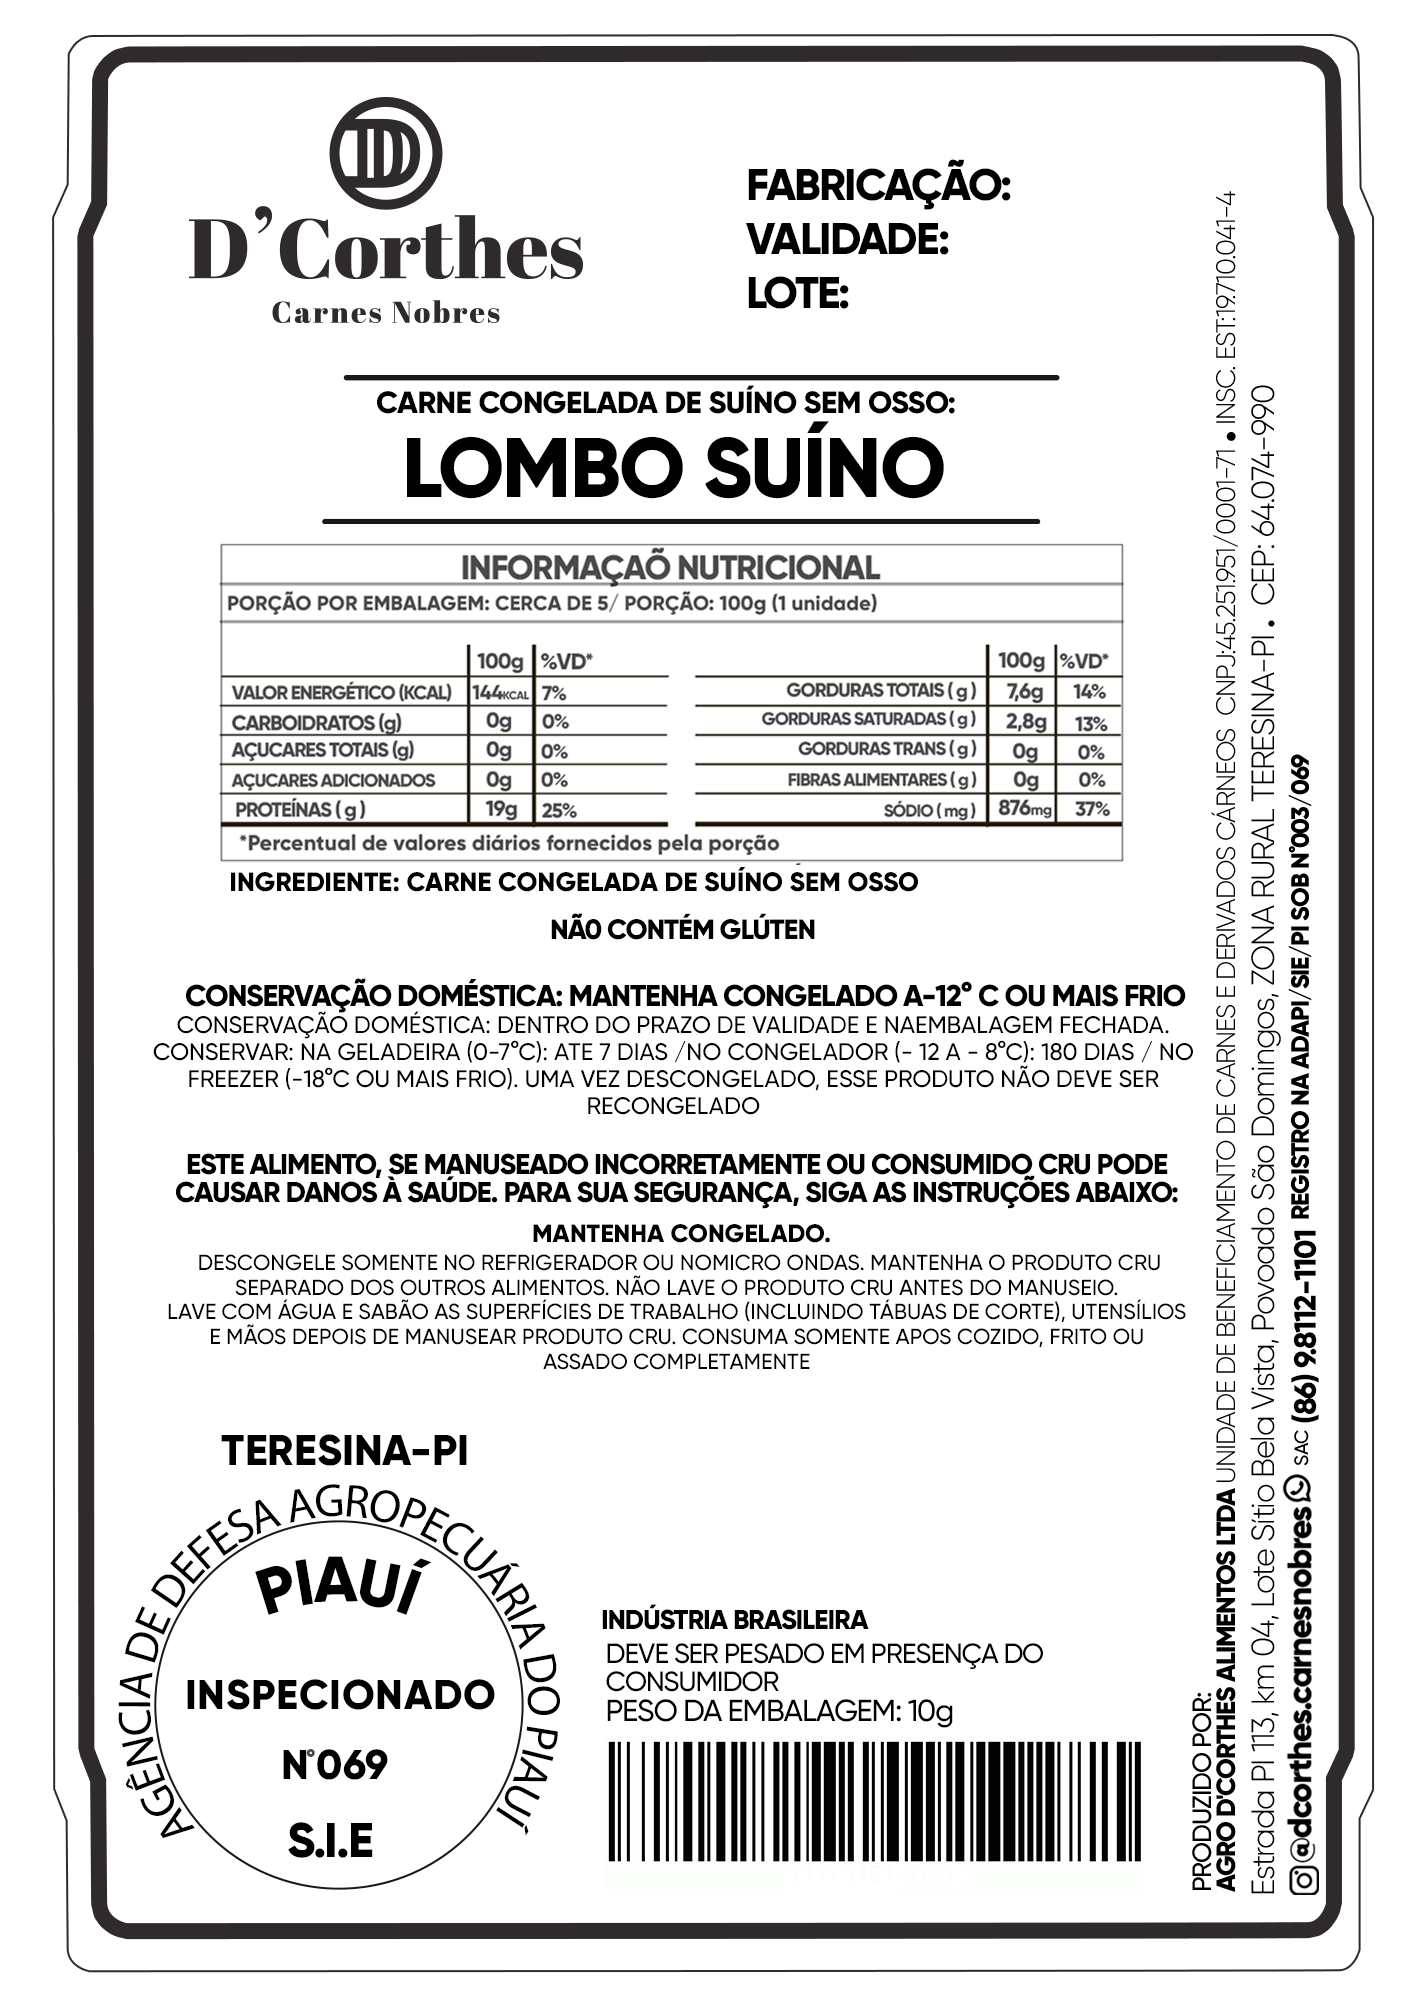 D'Corthes
Carnes Nobres
FABRICAÇÃO:
VALIDADE:
LOTE:
CARNE CONGELADA DE SUÍNO SEM OSSO:
LOMBO SUÍNO
INFORMAÇAÕ NUTRICIONAL
PORÇÃO POR EMBALAGEM: CERCA DE 5/ PORÇÃO: 100g (1 unidade)
100g %VD*
VALOR ENERGÉTICO (KCAL) 144KCAL 7%
CARBOIDRATOS (g) 0g 0%
AÇUCARES TOTAIS (g) 0g 0%
AÇUCARES ADICIONADOS 0g 0%
PROTEÍNAS ( g ) 19g 25%
100g %VD*
GORDURAS TOTAIS ( g ) 7,6g 14%
GORDURAS SATURADAS ( g ) 2,8g 13%
GORDURAS TRANS ( g ) 0g 0%
FIBRAS ALIMENTARES ( g ) 0g 0%
SÓDIO ( mg ) 876mg 37%
*Percentual de valores diários fornecidos pela porção
INGREDIENTE: CARNE CONGELADA DE SUÍNO SEM OSSO
NÃ0 CONTÉM GLÚTEN
CONSERVAÇÃO DOMÉSTICA: MANTENHA CONGELADO A-12° C OU MAIS FRIO
CONSERVAÇÃO DOMÉSTICA: DENTRO DO PRAZO DE VALIDADE E NAEMBALAGEM FECHADA.
CONSERVAR: NA GELADEIRA (0-7°C): ATE 7 DIAS /NO CONGELADOR (- 12 A - 8°C): 180 DIAS / NO
FREEZER (-18°C OU MAIS FRIO). UMA VEZ DESCONGELADO, ESSE PRODUTO NÃO DEVE SER
RECONGELADO
ESTE ALIMENTO, SE MANUSEADO INCORRETAMENTE OU CONSUMIDO CRU PODE
CAUSAR DANOS À SAÚDE. PARA SUA SEGURANÇA, SIGA AS INSTRUÇÕES ABAIXO:
MANTENHA CONGELADO.
DESCONGELE SOMENTE NO REFRIGERADOR OU NOMICRO ONDAS. MANTENHA O PRODUTO CRU
SEPARADO DOS OUTROS ALIMENTOS. NÃO LAVE O PRODUTO CRU ANTES DO MANUSEIO.
LAVE COM ÁGUA E SABÃO AS SUPERFÍCIES DE TRABALHO (INCLUINDO TÁBUAS DE CORTE), UTENSÍLIOS
E MÃOS DEPOIS DE MANUSEAR PRODUTO CRU. CONSUMA SOMENTE APOS COZIDO, FRITO OU
ASSADO COMPLETAMENTE
TERESINA-PI
AGÊNCIA DE DEFESA AGROPECUÁRIA DO PIAUÍ
PIAUÍ
INSPECIONADO
N°069
S.I.E
INDÚSTRIA BRASILEIRA
DEVE SER PESADO EM PRESENÇA DO
CONSUMIDOR
PESO DA EMBALAGEM: 10g
PRODUZIDO POR:
AGRO D'CORTHES ALIMENTOS LTDA UNIDADE DE BENEFICIAMENTO DE CARNES E DERIVADOS CÁRNEOS CNPJ:45.251.951/0001-71 • INSC. EST:19.710.041-4
Estrada PI 113, km 04, Lote Sítio Bela Vista, Povoado São Domingos, ZONA RURAL TERESINA-PI • CEP: 64.074-990
@dcorthes.carnesnobres SAC (86) 9.8112-1101 REGISTRO NA ADAPI/SIE/PI SOB N°003/069